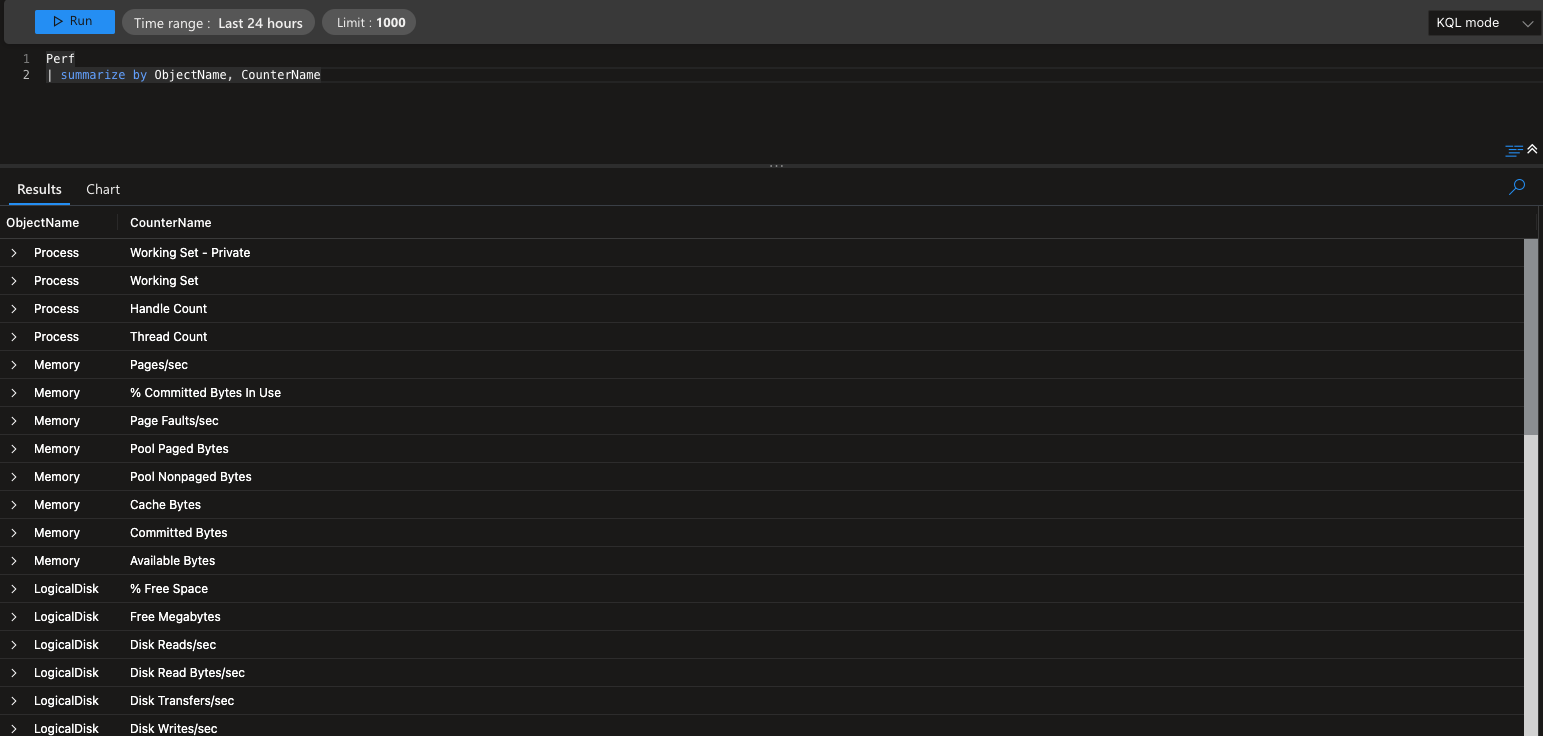 Run Time range : Last 24 hours Limit : 1000 KQL mode
1 Perf
2 | summarize by ObjectName, CounterName
Results Chart
ObjectName CounterName
Process Working Set - Private
Process Working Set
Process Handle Count
Process Thread Count
Memory Pages/sec
Memory % Committed Bytes In Use
Memory Page Faults/sec
Memory Pool Paged Bytes
Memory Pool Nonpaged Bytes
Memory Cache Bytes
Memory Committed Bytes
Memory Available Bytes
LogicalDisk % Free Space
LogicalDisk Free Megabytes
LogicalDisk Disk Reads/sec
LogicalDisk Disk Read Bytes/sec
LogicalDisk Disk Transfers/sec
LogicalDisk Disk Writes/sec